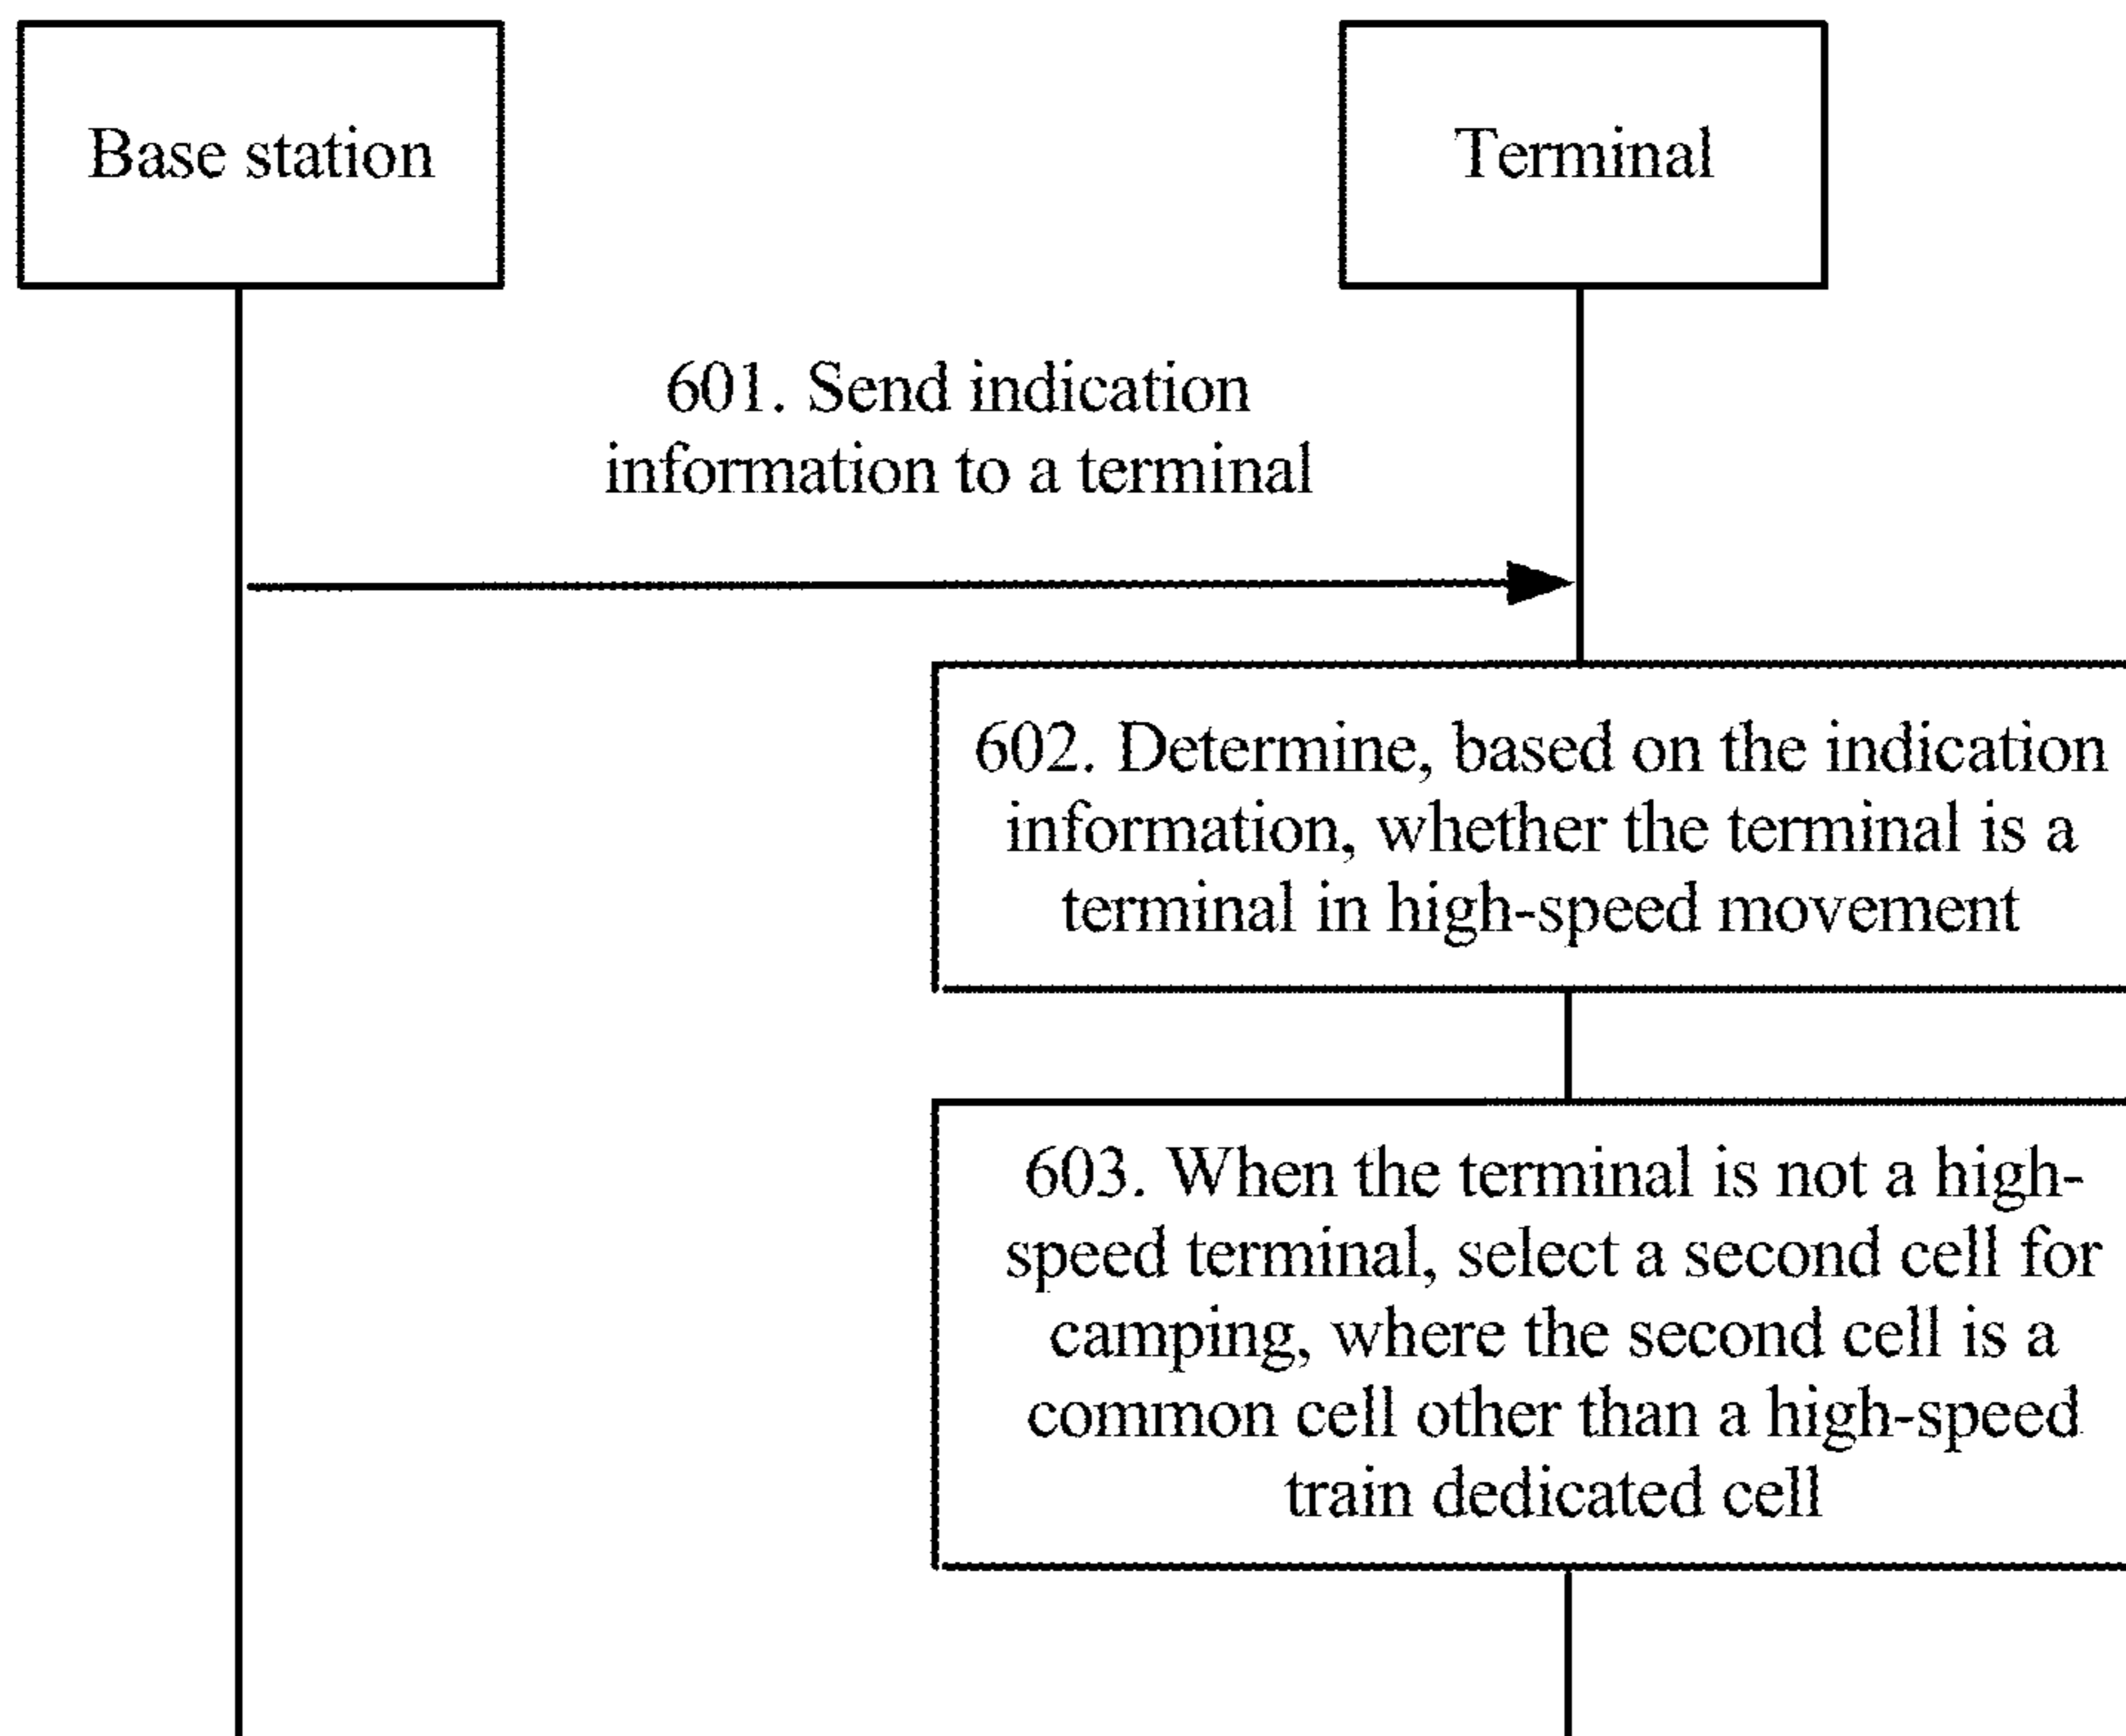 Base station
Terminal
601. Send indication
information to a terminal
602. Determine, based on the indication
information, whether the terminal is a
terminal in high-speed movement
603. When the terminal is not a high-
speed terminal, select a second cell for
camping, where the second cell is a
common cell other than a high-speed
train dedicated cell